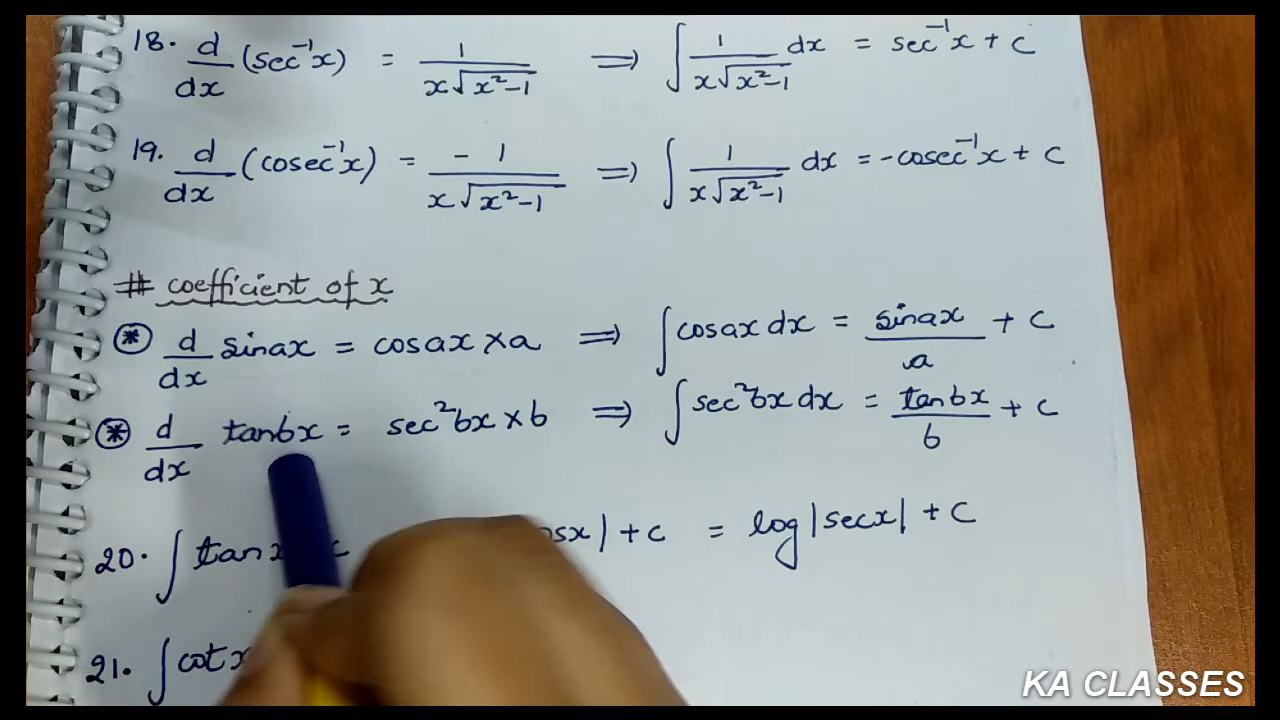 18. d/dx (sec⁻¹x) = 1/(x√(x²-1)) ⟹ ∫ 1/(x√(x²-1)) dx = sec⁻¹x + c
19. d/dx (cosec⁻¹x) = -1/(x√(x²-1)) ⟹ ∫ 1/(x√(x²-1)) dx = -cosec⁻¹x + c
# coefficient of x
* d/dx sinax = cosax × a ⟹ ∫ cosax dx = sinax/a + c
* d/dx tanbx = sec²bx × b ⟹ ∫ sec²bx dx = tanbx/b + c
20. ∫ tan x| + c = log|secx| + c
21. ∫ cot x
KA CLASSES